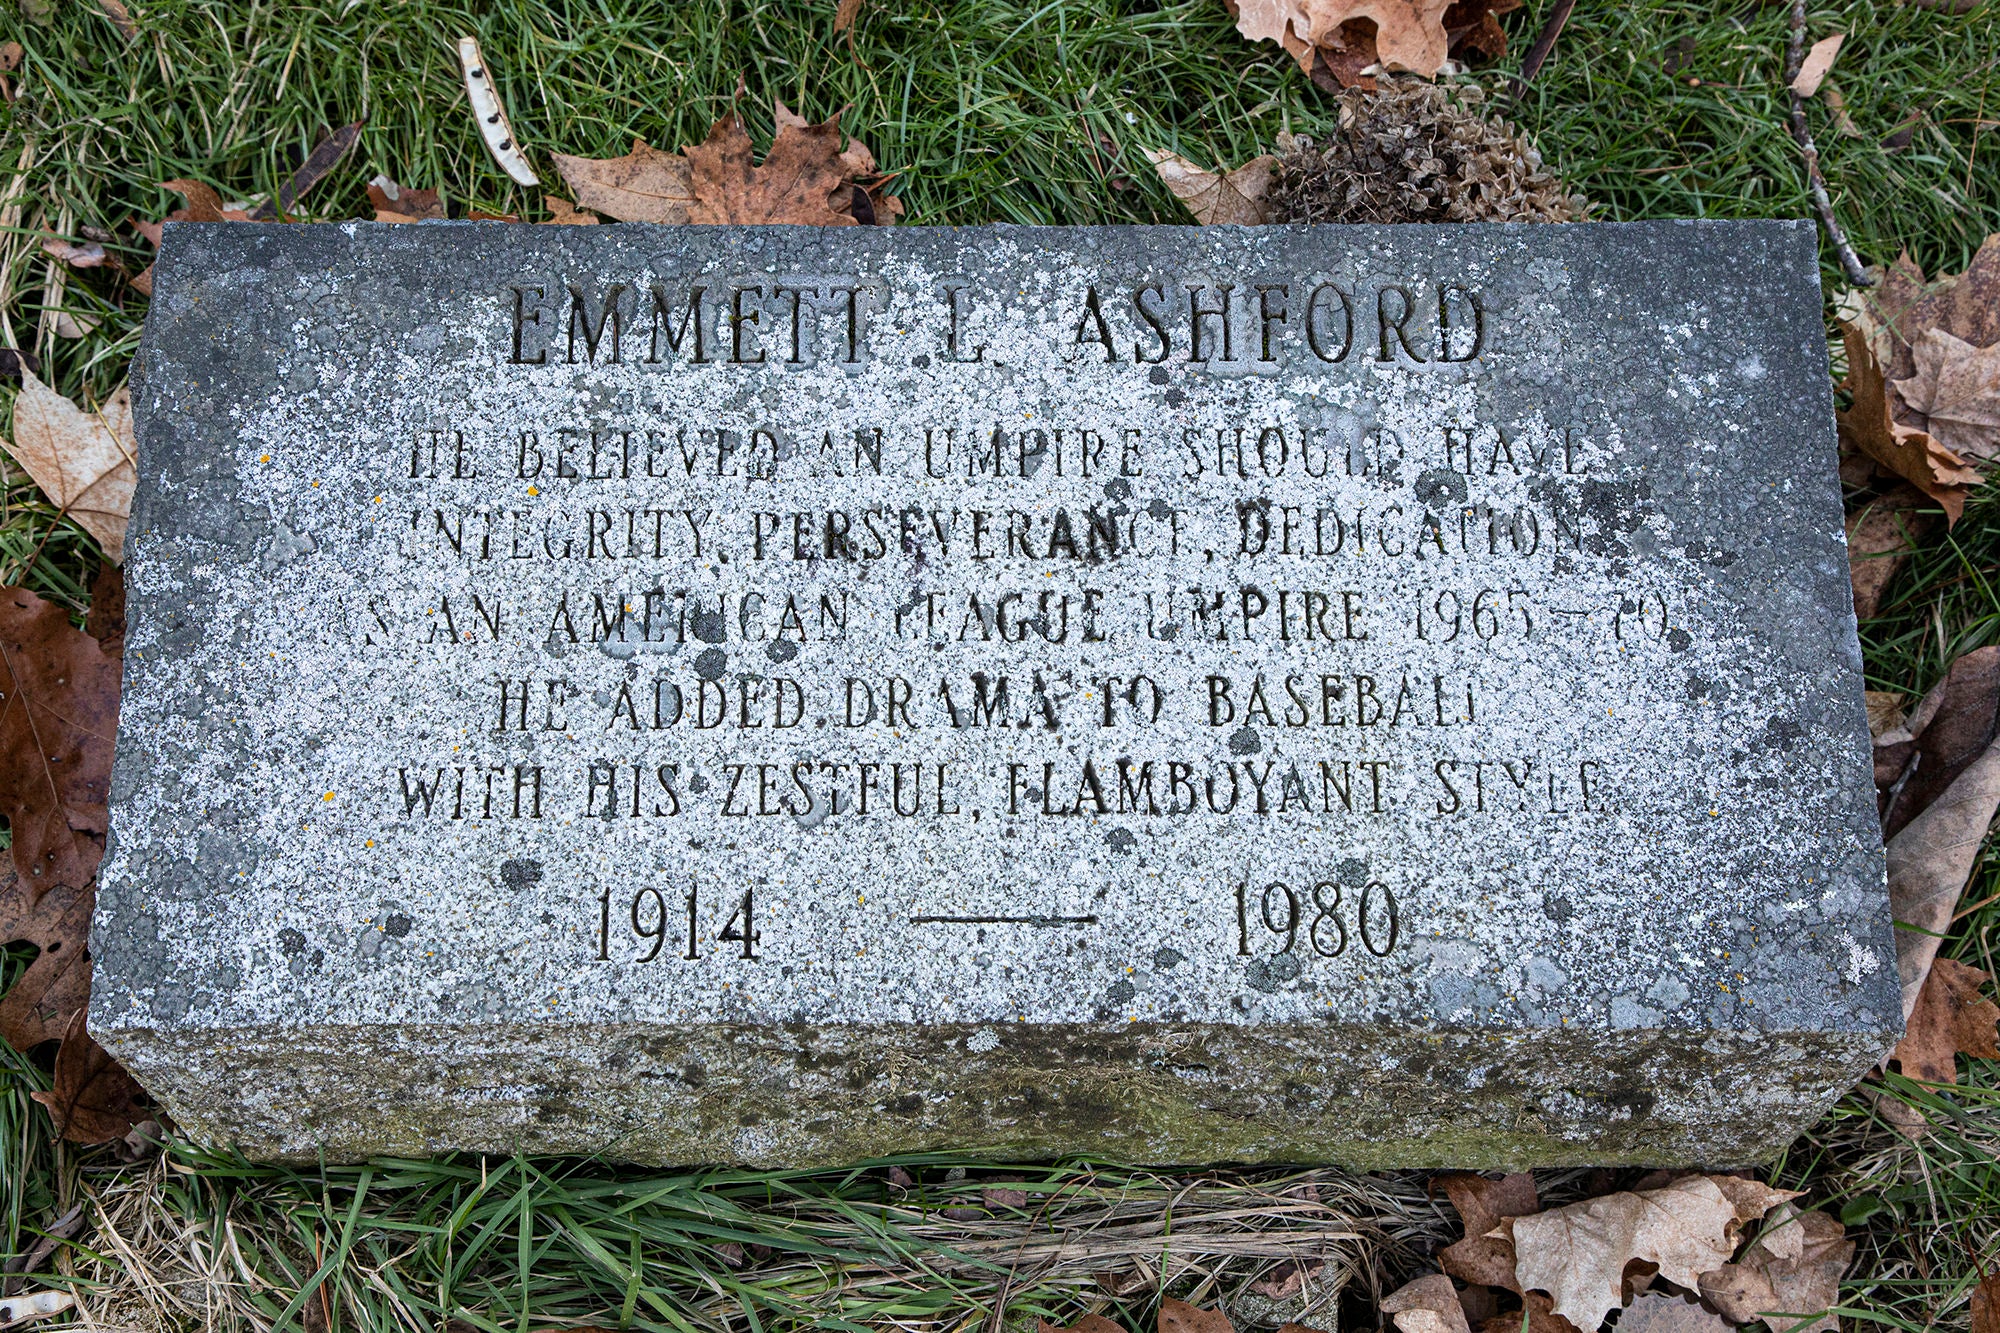 EMMETT L. ASHFORD
HE BELIEVED AN UMPIRE SHOULD HAVE
INTEGRITY, PERSEVERANCE, DEDICATION.
AS AN AMERICAN LEAGUE UMPIRE 1965 – 70
HE ADDED DRAMA TO BASEBALL
WITH HIS ZESTFUL, FLAMBOYANT STYLE.
1914 — 1980